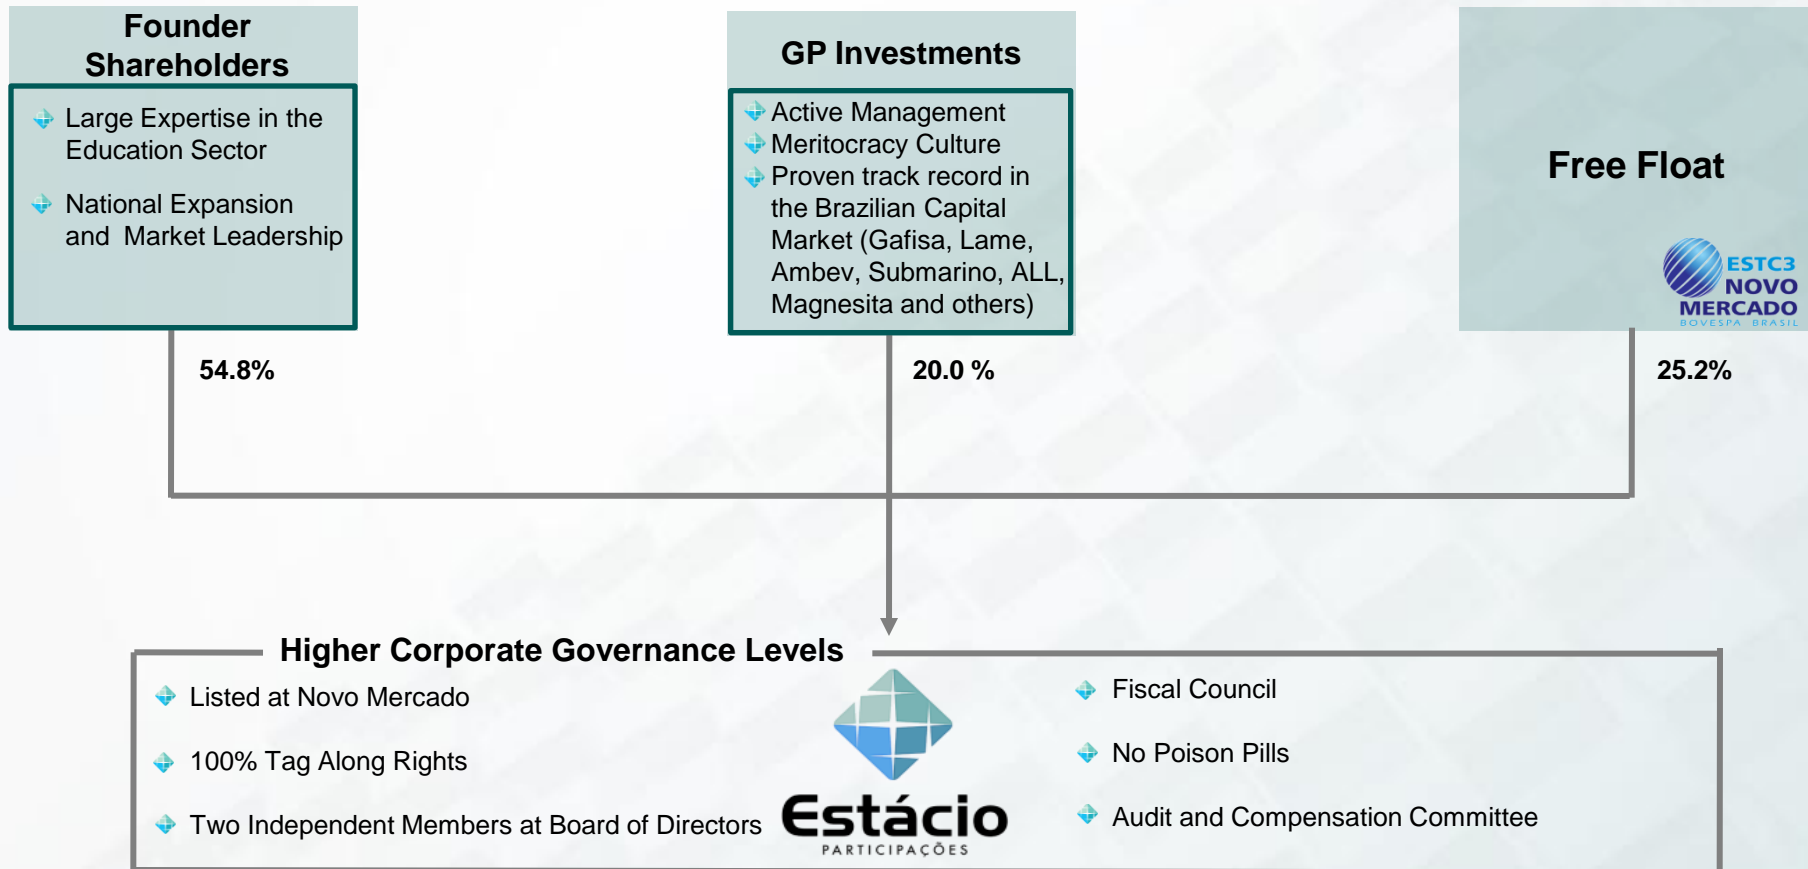 Founder
Shareholders
Large Expertise in the
Education Sector
National Expansion
and Market Leadership
54.8%
GP Investments
Active Management
Meritocracy Culture
Proven track record in
the Brazilian Capital
Market (Gafisa, Lame,
Ambev, Submarino, ALL,
Magnesita and others)
20.0 %
Free Float
ESTC3
NOVO
MERCADO
BOVESPA BRASIL
25.2%
Higher Corporate Governance Levels
Listed at Novo Mercado
100% Tag Along Rights
Two Independent Members at Board of Directors
Estácio
PARTICIPAÇÕES
Fiscal Council
No Poison Pills
Audit and Compensation Committee